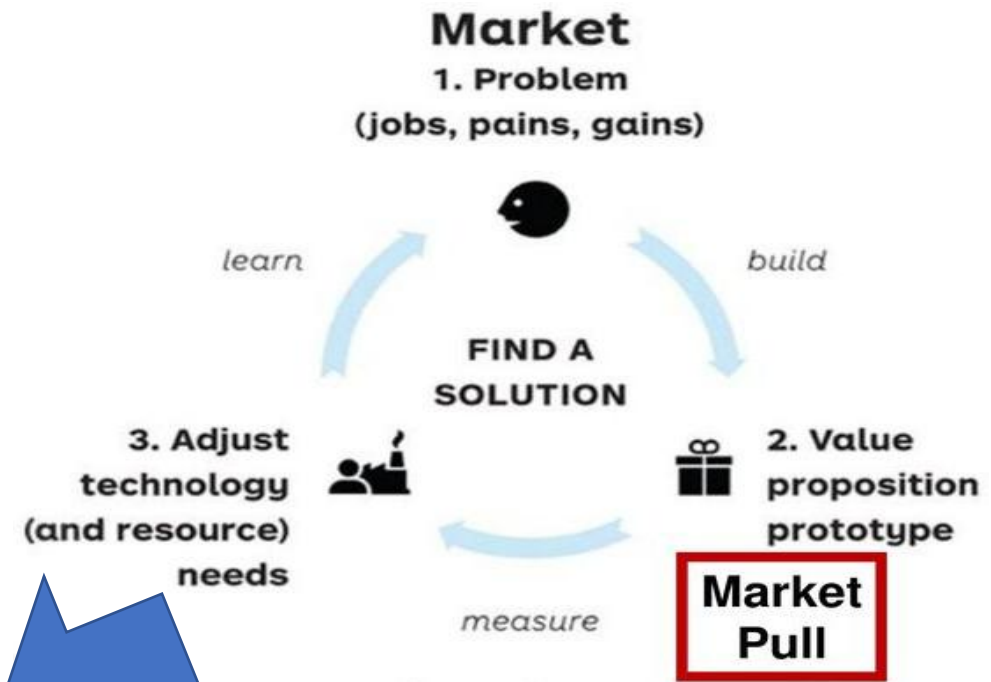 Market
1. Problem
(jobs, pains, gains)
learn
build
FIND A
SOLUTION
2. Value
proposition
prototype
3. Adjust
technology
(and resource)
needs
measure
Market
Pull